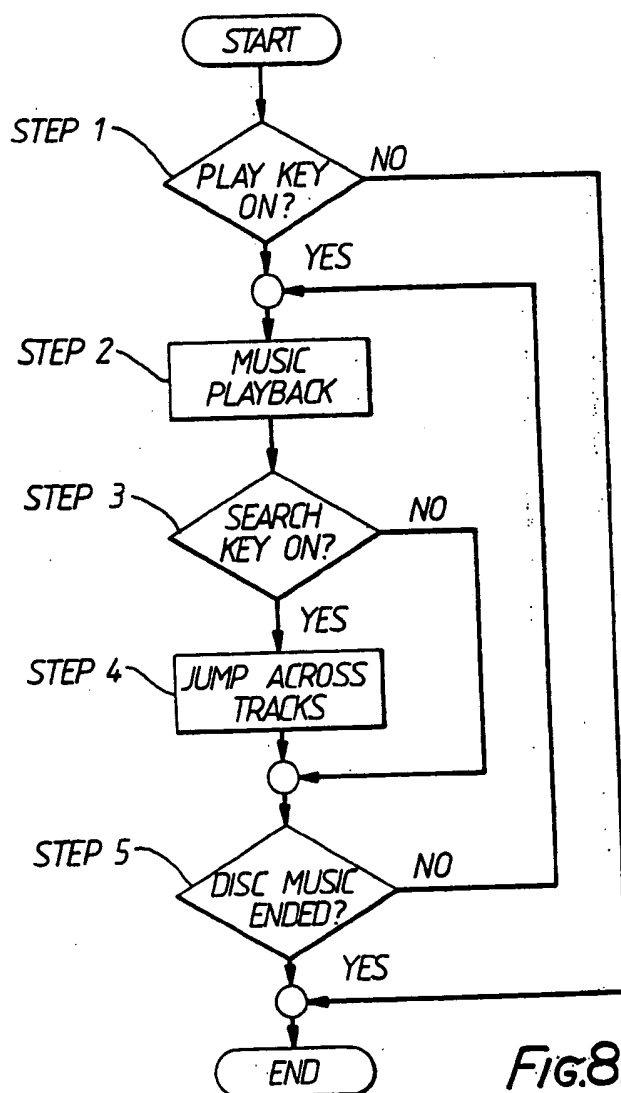 START
STEP 1
PLAY KEY
ON?
NO
YES
STEP 2
MUSIC
PLAYBACK
STEP 3
SEARCH
KEY ON?
NO
YES
STEP 4
JUMP ACROSS
TRACKS
STEP 5
DISC MUSIC
ENDED?
NO
YES
END
FIG.8